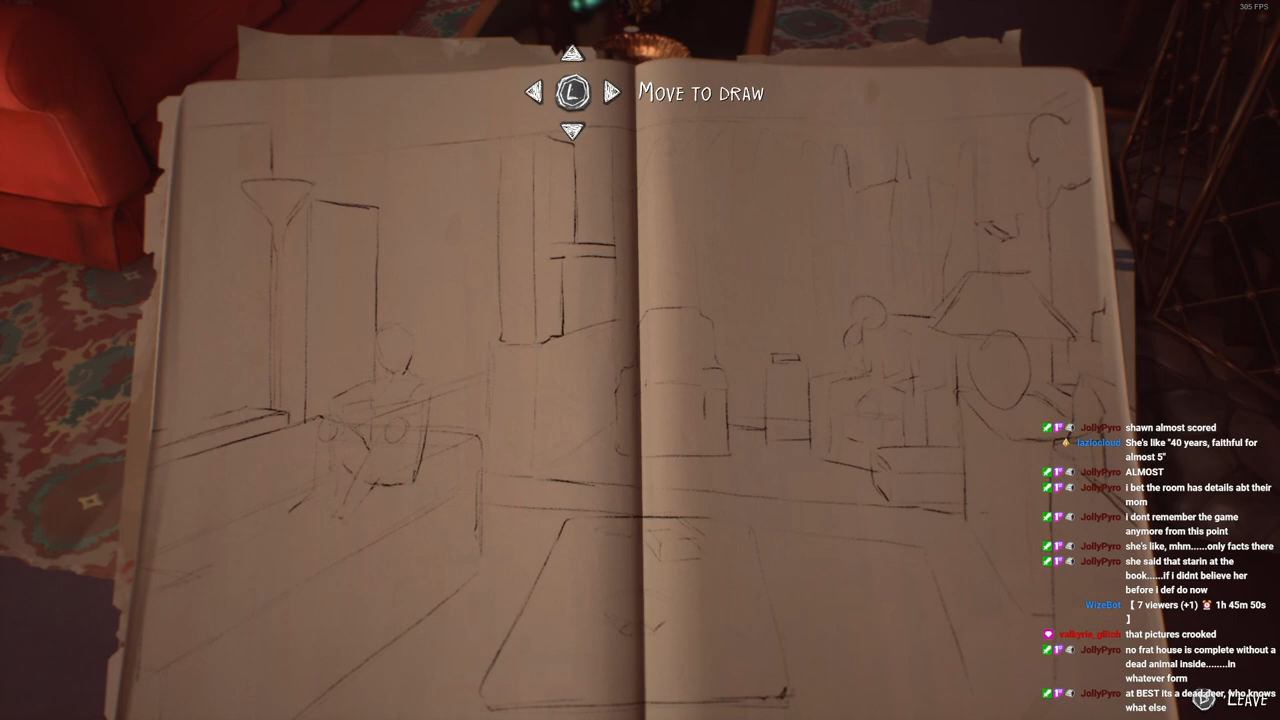 305 FPS
L MOVE TO DRAW
JollyPyro shawn almost scored
lazlocloud She's like "40 years, faithful for
almost 5"
JollyPyro ALMOST
JollyPyro i bet the room has details abt their
mom
JollyPyro i dont remember the game
anymore from this point
JollyPyro she's like, mhm......only facts there
JollyPyro she said that starin at the
book......if i didnt believe her
before i def do now
WizeBot [ 7 viewers (+1) ⏰ 1h 45m 50s
]
valkyrie_glitch that pictures crooked
JollyPyro no frat house is complete without a
dead animal inside........in
whatever form
JollyPyro at BEST its a dead deer, who knows
what else
LEAVE